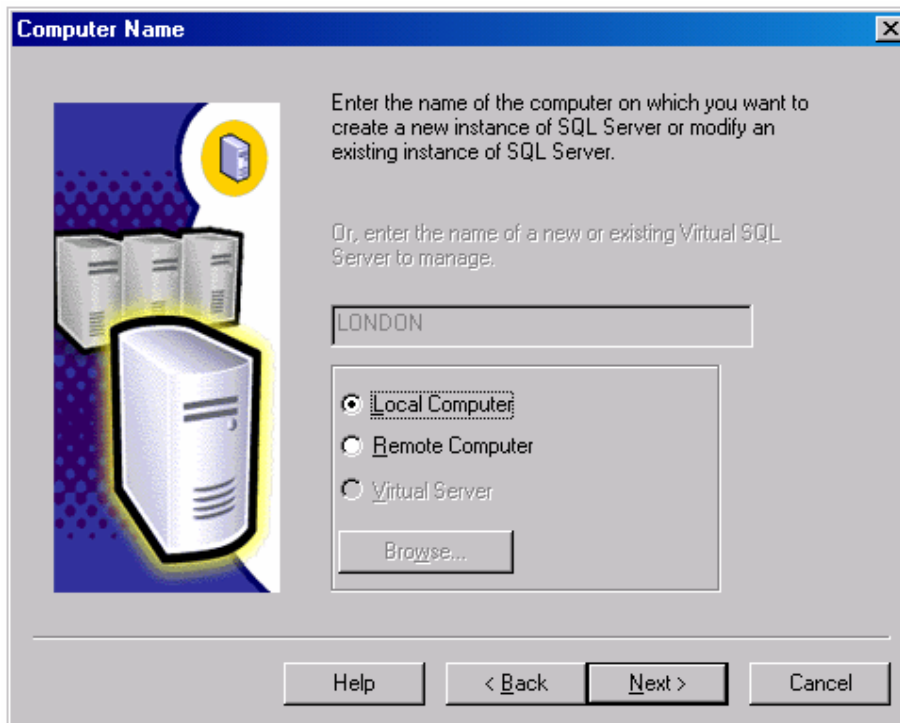 Computer Name
Enter the name of the computer on which you want to
create a new instance of SQL Server or modify an
existing instance of SQL Server.
Or, enter the name of a new or existing Virtual SQL
Server to manage.
LONDON
Local Computer
Remote Computer
Virtual Server
Browse...
Help
< Back
Next >
Cancel